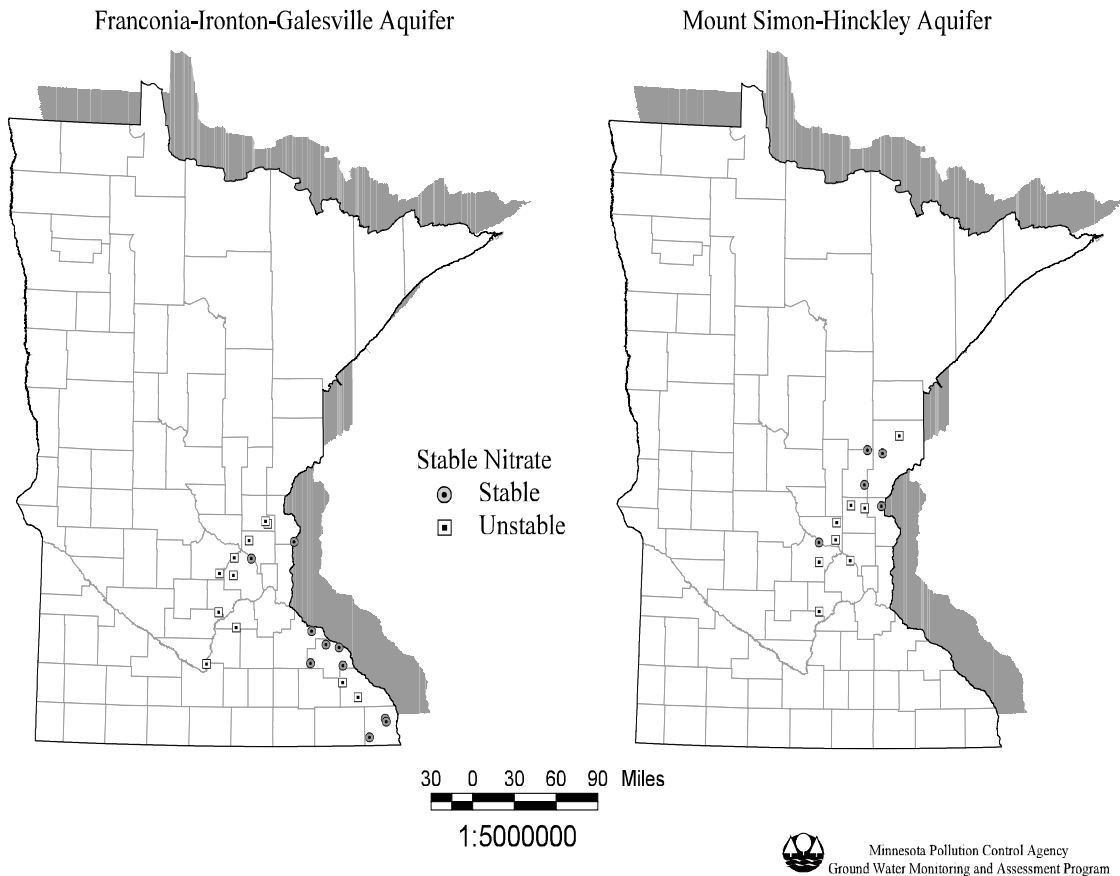 Franconia-Ironton-Galesville Aquifer
Mount Simon-Hinckley Aquifer
Stable Nitrate
Stable
Unstable
30 0 30 60 90 Miles
1:5000000
Minnesota Pollution Control Agency
Ground Water Monitoring and Assessment Program